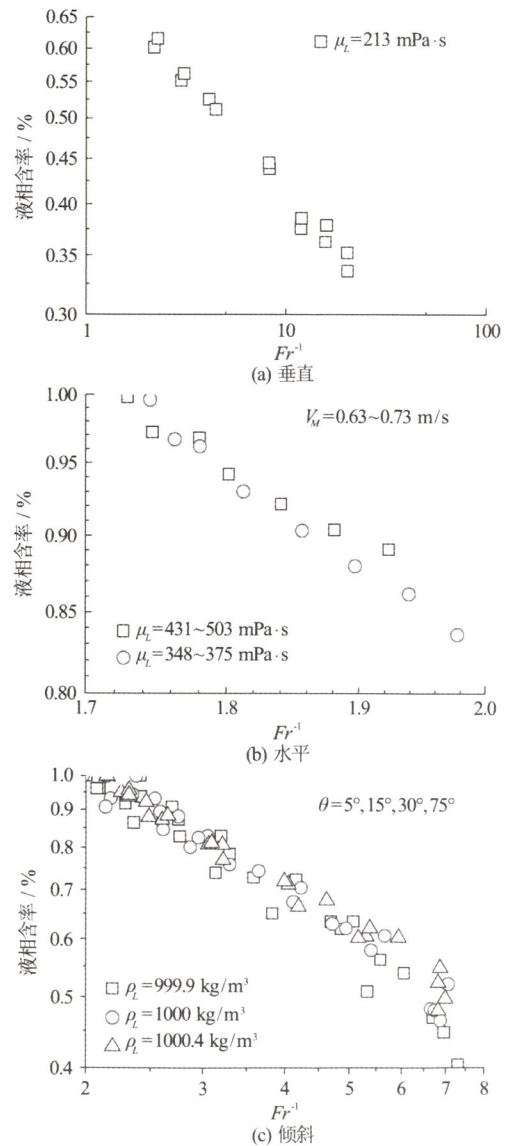 0.65
0.60
0.55
0.50
0.45
0.40
0.35
0.30
液相含率 / %
μL=213 mPa·s
1 10 100
Fr⁻¹
(a) 垂直
1.00
0.95
0.90
0.85
0.80
液相含率 / %
VM=0.63~0.73 m/s
μL=431~503 mPa·s
μL=348~375 mPa·s
1.7 1.8 1.9 2.0
Fr⁻¹
(b) 水平
1.0
0.9
0.8
0.7
0.6
0.5
0.4
液相含率 / %
θ=5°,15°,30°,75°
ρL=999.9 kg/m³
ρL=1000 kg/m³
ρL=1000.4 kg/m³
2 3 4 5 6 7 8
Fr⁻¹
(c) 倾斜